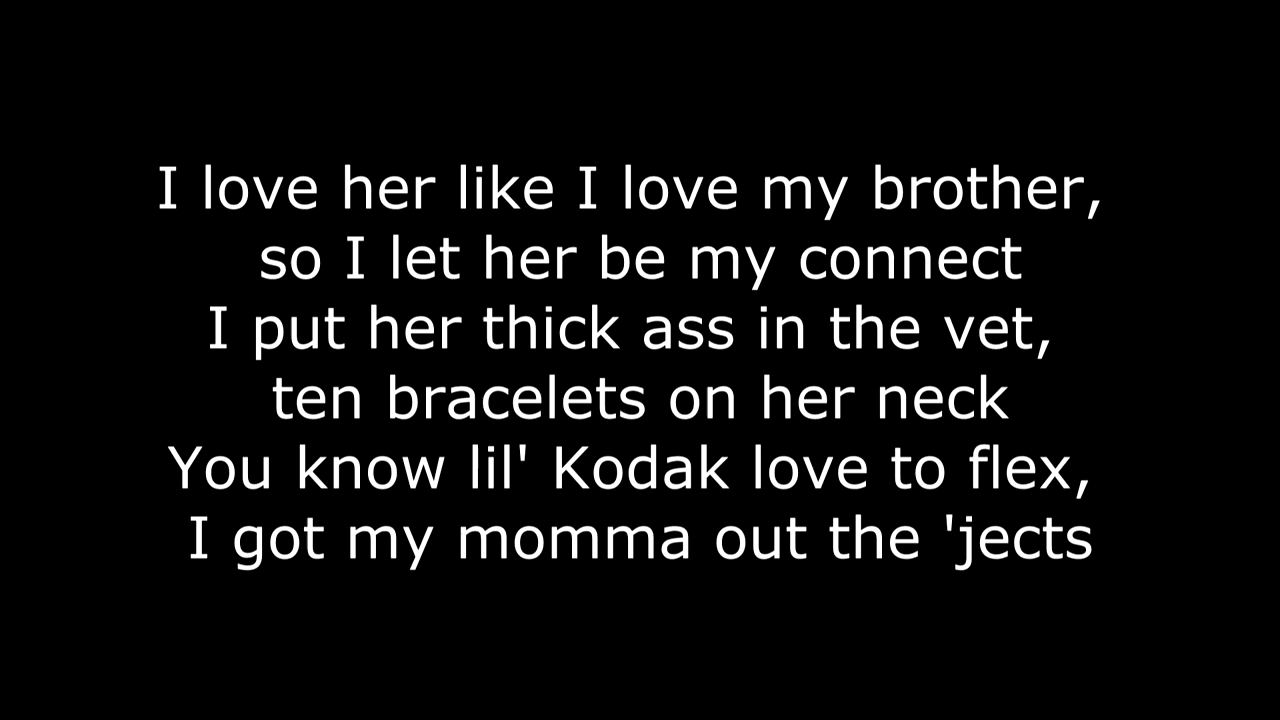 I love her like I love my brother,
so I let her be my connect
I put her thick ass in the vet,
ten bracelets on her neck
You know lil' Kodak love to flex,
I got my momma out the 'jects